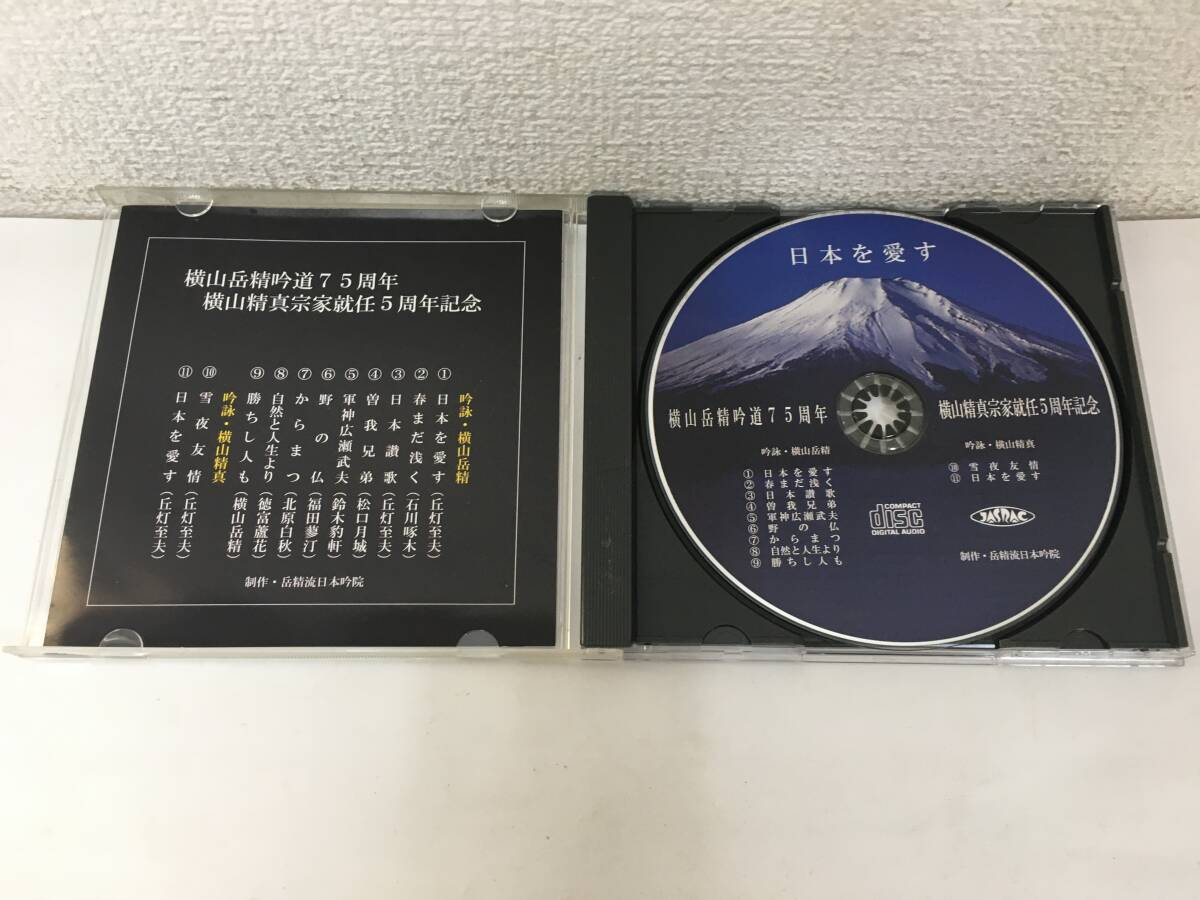 横山岳精吟道75周年
横山精真宗家就任5周年記念
吟詠・横山岳精
① 日本を愛す（丘灯至夫）
② 春まだ浅く（石川啄木）
③ 日本讃歌（丘灯至夫）
④ 曽我兄弟（松口月城）
⑤ 軍神広瀬武夫（鈴木豹軒）
⑥ 野の仏（福田蓼汀）
⑦ からまつ（北原白秋）
⑧ 自然と人生より（徳富蘆花）
⑨ 勝ちし人も（横山岳精）
吟詠・横山精真
⑩ 雪夜友情（丘灯至夫）
⑪ 日本を愛す（丘灯至夫）
制作・岳精流日本吟院
日本を愛す
横山岳精吟道75周年
吟詠・横山岳精
① 日本を愛す
② 春まだ浅く
③ 日本讃歌
④ 曽我兄弟
⑤ 軍神広瀬武夫
⑥ 野の仏
⑦ からまつ
⑧ 自然と人生より
⑨ 勝ちし人も
COMPACT
disc
DIGITAL AUDIO
横山精真宗家就任5周年記念
吟詠・横山精真
⑩ 雪夜友情
⑪ 日本を愛す
JASRAC
制作・岳精流日本吟院